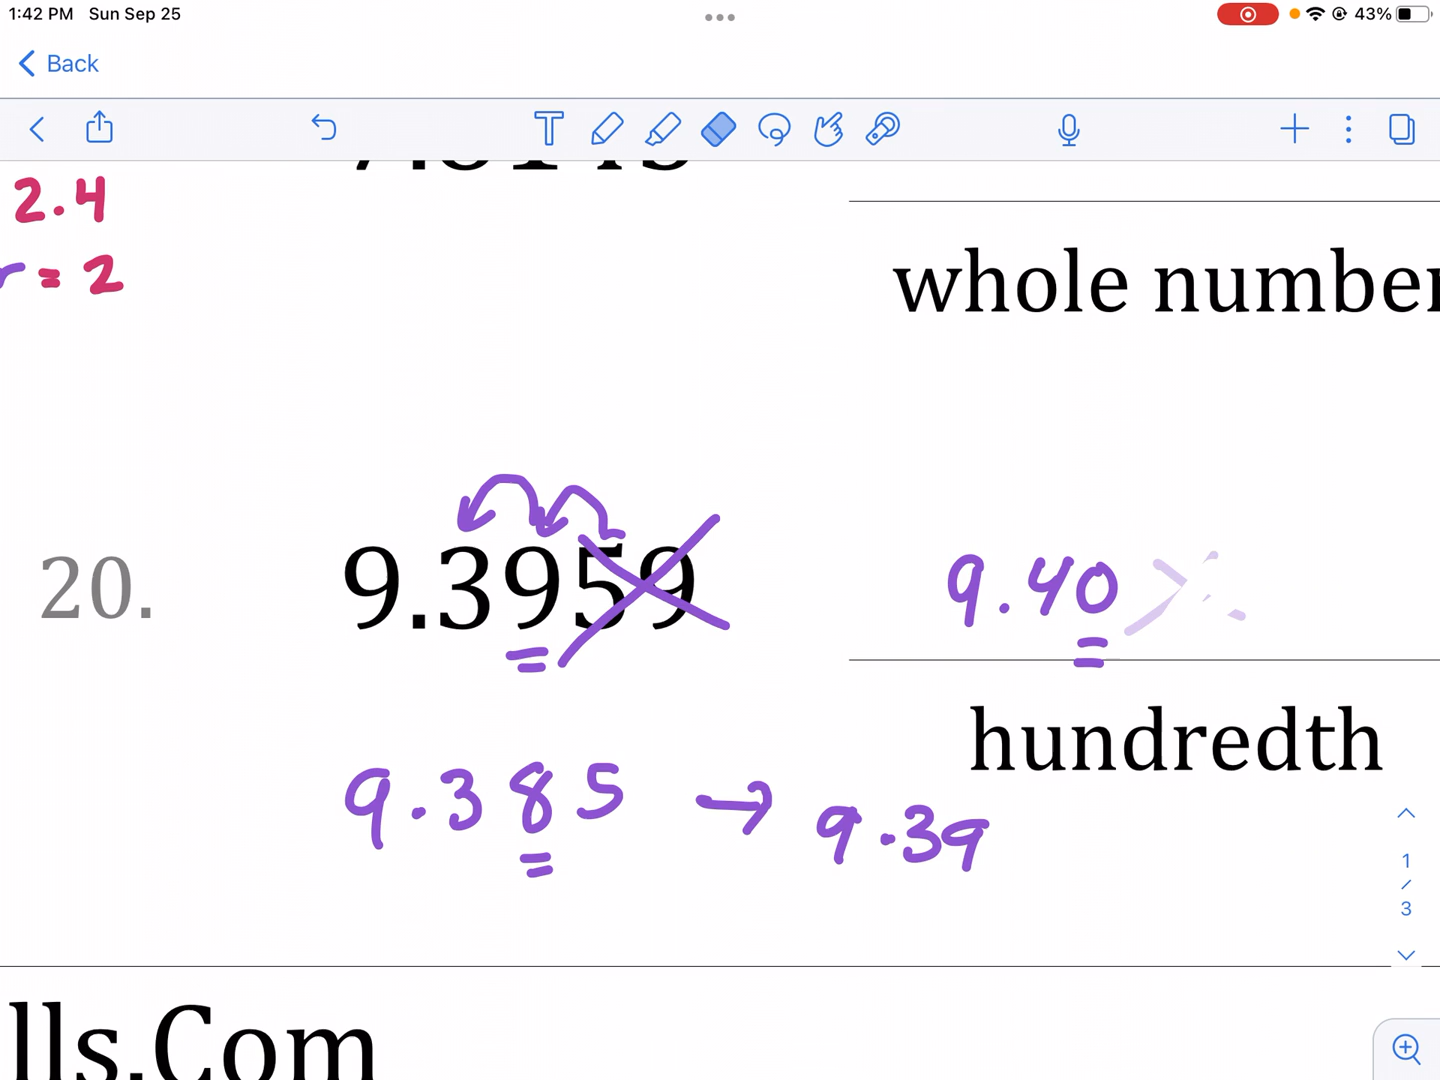 1:42 PM Sun Sep 25
43%
Back
T
2.4
r = 2
whole number
20.
9.3959
9.40
hundredth
9.385 → 9.39
1
/
3
lls.Com